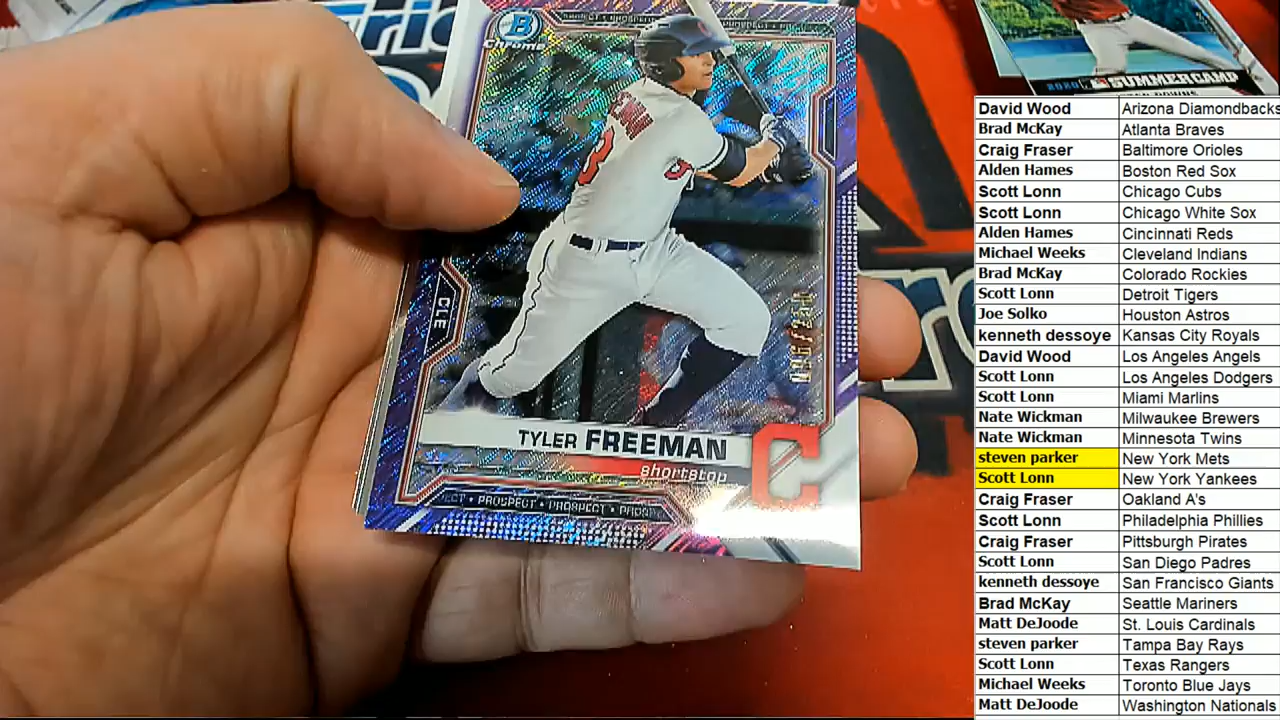 B
Chrome
PROSPECT • PROSPECT
CLE
TYLER FREEMAN
shortstop
PROSPECT • PROSPECT
C
2020 SUMMER CAMP
David Wood Arizona Diamondbacks
Brad McKay Atlanta Braves
Craig Fraser Baltimore Orioles
Alden Hames Boston Red Sox
Scott Lonn Chicago Cubs
Scott Lonn Chicago White Sox
Alden Hames Cincinnati Reds
Michael Weeks Cleveland Indians
Brad McKay Colorado Rockies
Scott Lonn Detroit Tigers
Joe Solko Houston Astros
kenneth dessoye Kansas City Royals
David Wood Los Angeles Angels
Scott Lonn Los Angeles Dodgers
Scott Lonn Miami Marlins
Nate Wickman Milwaukee Brewers
Nate Wickman Minnesota Twins
steven parker New York Mets
Scott Lonn New York Yankees
Craig Fraser Oakland A's
Scott Lonn Philadelphia Phillies
Craig Fraser Pittsburgh Pirates
Scott Lonn San Diego Padres
kenneth dessoye San Francisco Giants
Brad McKay Seattle Mariners
Matt DeJoode St. Louis Cardinals
steven parker Tampa Bay Rays
Scott Lonn Texas Rangers
Michael Weeks Toronto Blue Jays
Matt DeJoode Washington Nationals